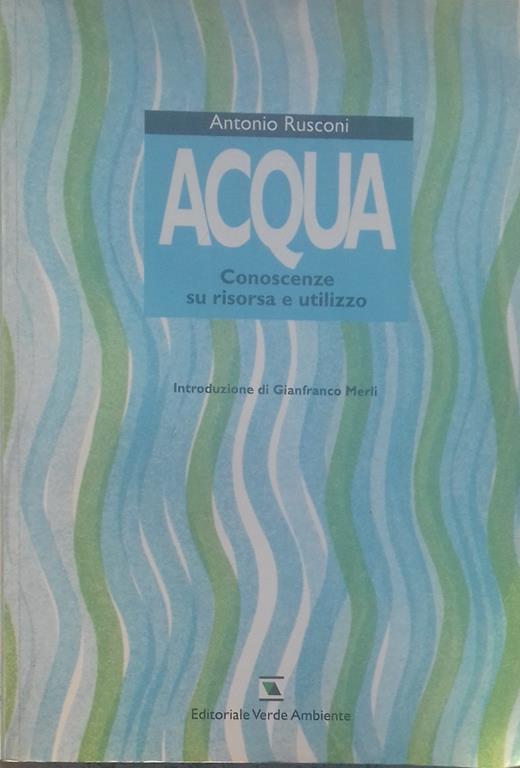 Antonio Rusconi
ACQUA
Conoscenze
su risorsa e utilizzo
Introduzione di Gianfranco Merli
Editoriale Verde Ambiente